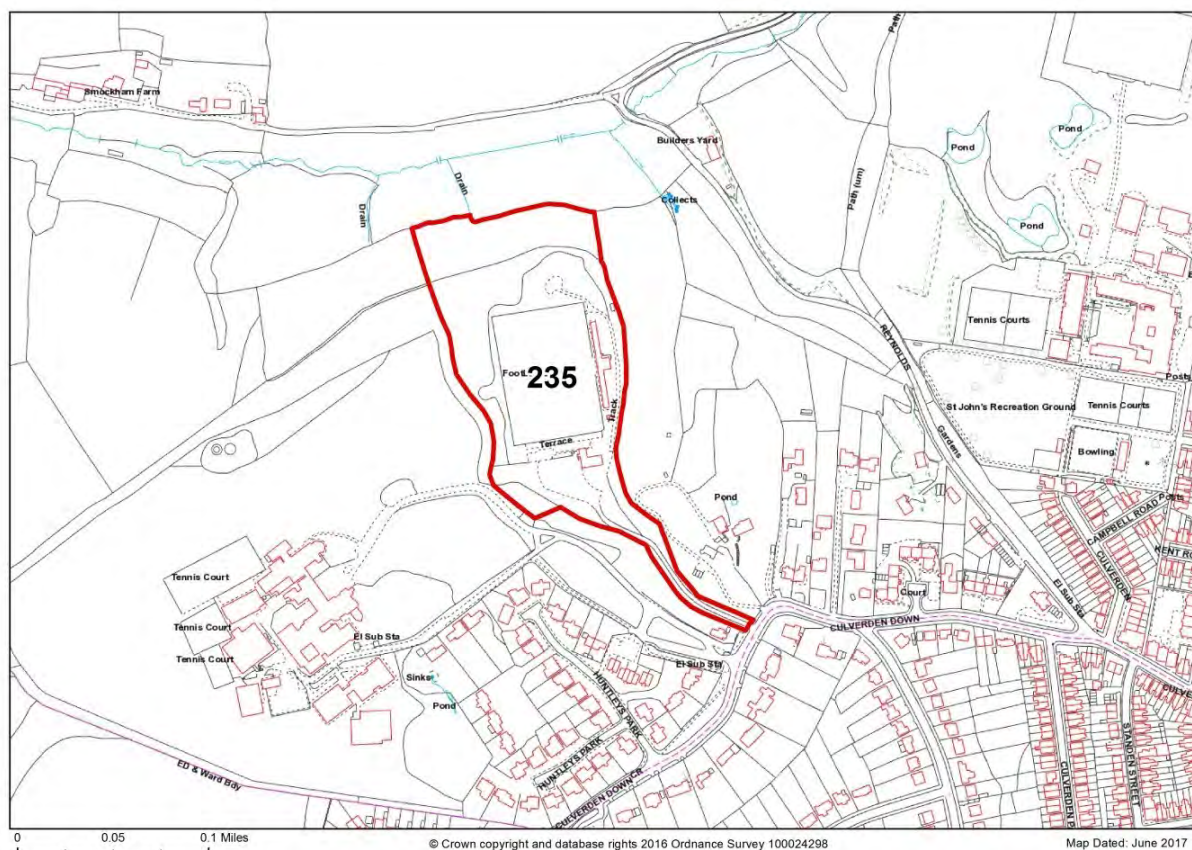 Path
Smockham Farm
Builders Yard
Pond
Pond
Drain
Drain
Collects
Path (um)
Pond
Tennis Courts
REYNOLDS
Posts
235
St John's Recreation Ground
Tennis Courts
Track
Gardens
Bowling
Terrace
Pond
Posts
CAMPBELL ROAD
CULVERDEN
Tennis Court
Court
El Sub Sta
Tennis Court
CULVERDEN DOWN
El Sub Sta
Tennis Court
El Sub Sta
Sinks
Pond
HUNTLEYS PARK
HUNTLEYS PARK
STANDEN STREET
ED & Ward Bdy
CULVERDEN DOWN
0 0.05 0.1 Miles
© Crown copyright and database rights 2016 Ordnance Survey 100024298
Map Dated: June 2017